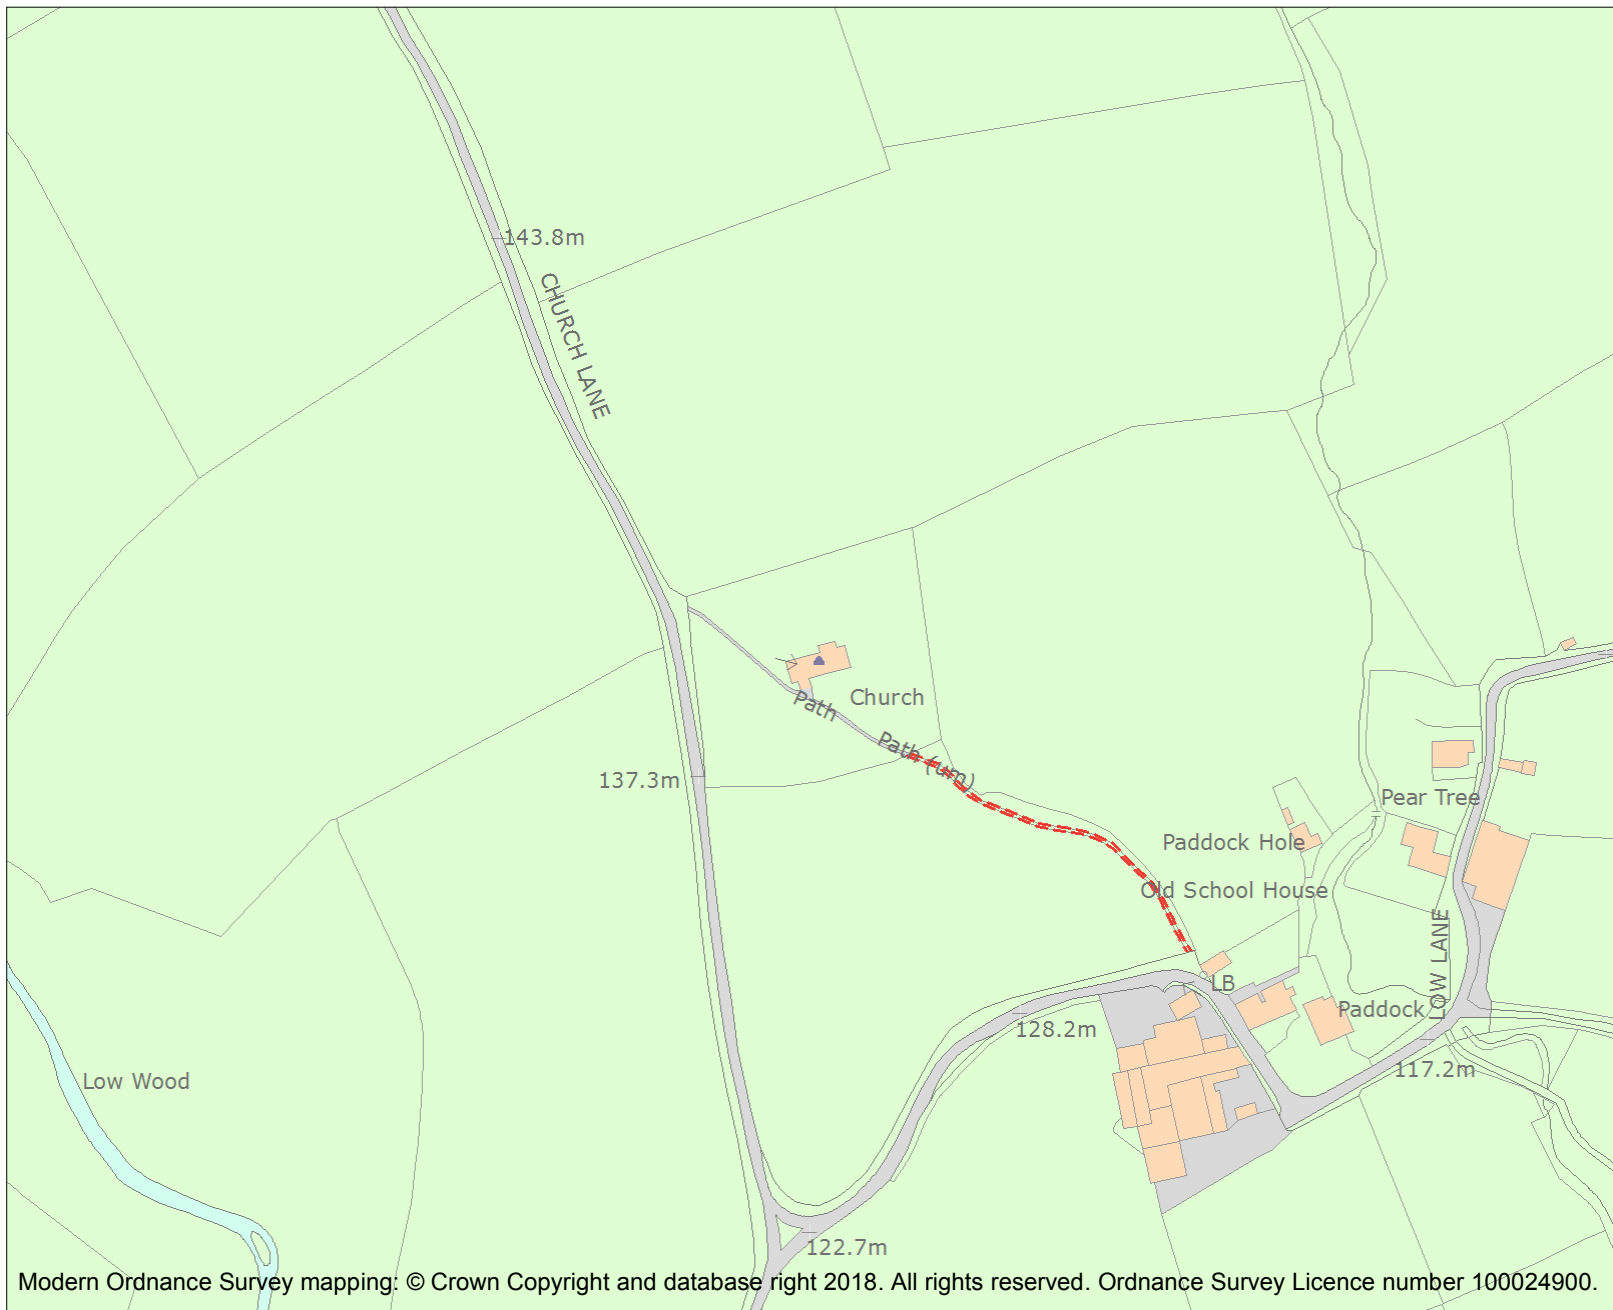 143.8m
CHURCH LANE
Path
Church
Path (um)
137.3m
Pear Tree
Paddock Hole
Old School House
LOW LANE
LB
Paddock
128.2m
117.2m
Low Wood
122.7m
Modern Ordnance Survey mapping: © Crown Copyright and database right 2018. All rights reserved. Ordnance Survey Licence number 100024900.